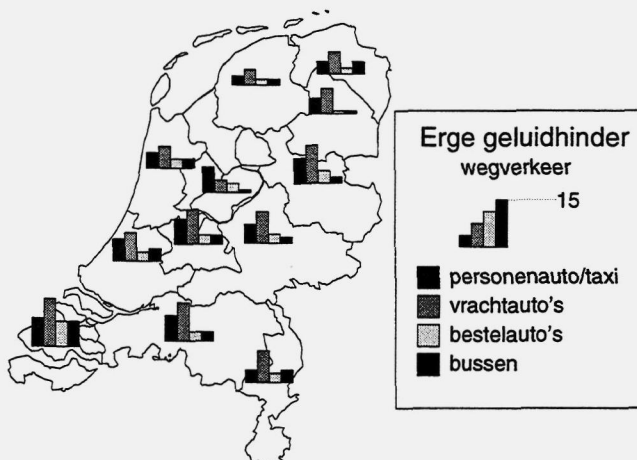 Erge geluidhinder
wegverkeer
15
personenauto/taxi
vrachtauto's
bestelauto's
bussen